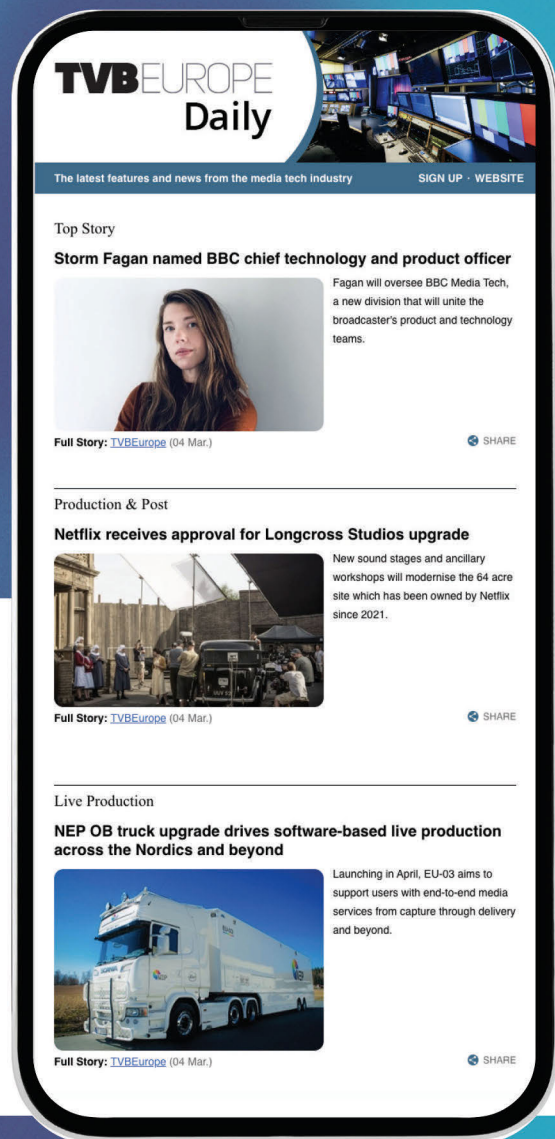 TVBEUROPE
Daily
The latest features and news from the media tech industry
SIGN UP · WEBSITE
Top Story
Storm Fagan named BBC chief technology and product officer
Fagan will oversee BBC Media Tech,
a new division that will unite the
broadcaster's product and technology
teams.
Full Story: TVBEurope (04 Mar.)
SHARE
Production & Post
Netflix receives approval for Longcross Studios upgrade
New sound stages and ancillary
workshops will modernise the 64 acre
site which has been owned by Netflix
since 2021.
Full Story: TVBEurope (04 Mar.)
SHARE
Live Production
NEP OB truck upgrade drives software-based live production
across the Nordics and beyond
Launching in April, EU-03 aims to
support users with end-to-end media
services from capture through delivery
and beyond.
SCANIA
NEP
Full Story: TVBEurope (04 Mar.)
SHARE